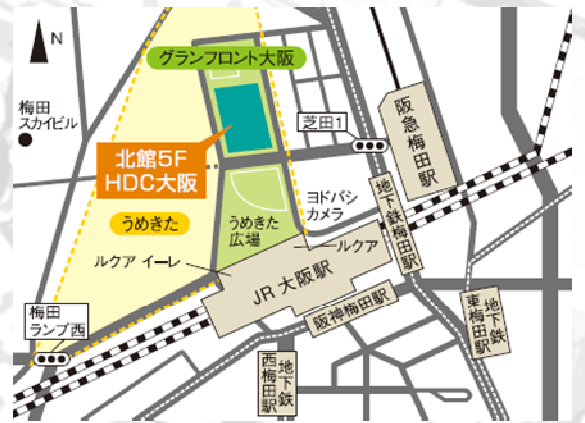 N
グランフロント大阪
梅田
スカイビル
芝田1
阪急梅田駅
北館5F
HDC大阪
うめきた
うめきた
広場
ヨドバシ
カメラ
地下鉄梅田駅
ルクア
ルクア イーレ
JR 大阪駅
梅田
ランプ西
阪神梅田駅
地下鉄
東梅田駅
地下鉄
西梅田駅